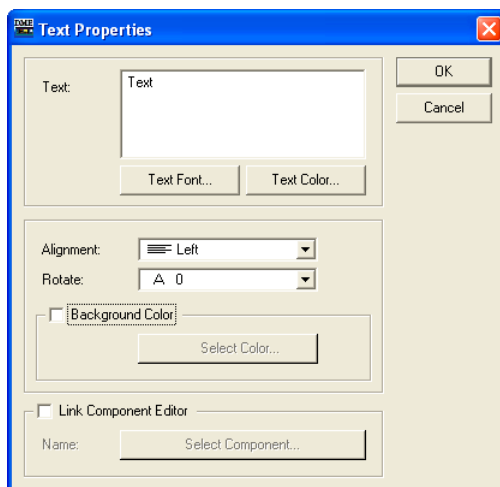 DME
Text Properties
OK
Cancel
Text:
Text
Text Font...
Text Color...
Alignment:
Left
Rotate:
A 0
Background Color
Select Color...
Link Component Editor
Name:
Select Component...